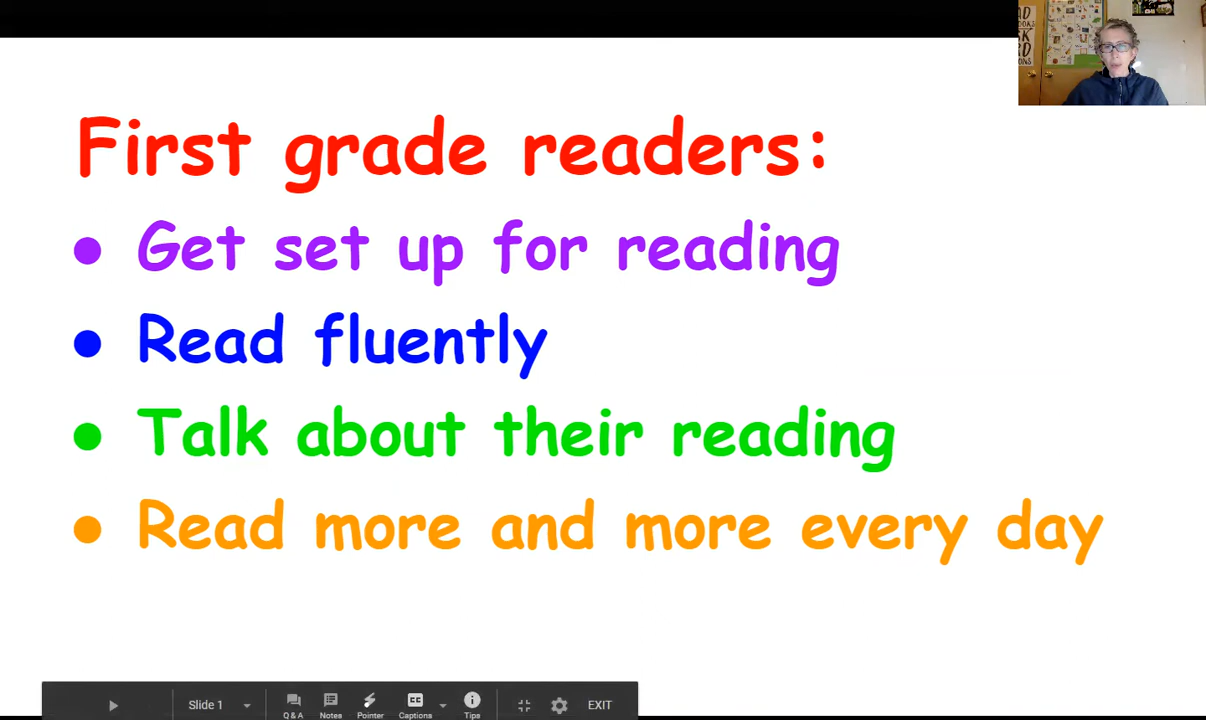 First grade readers:
● Get set up for reading
● Read fluently
● Talk about their reading
● Read more and more every day
Slide 1
Q & A
Notes
Pointer
CC
Captions
Tips
EXIT